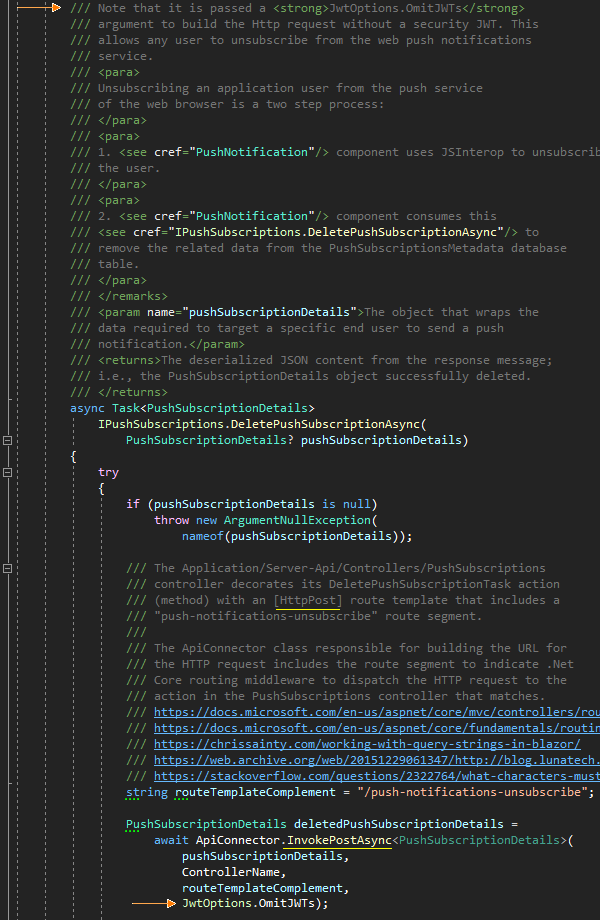 /// Note that it is passed a <strong>JwtOptions.OmitJWTs</strong>
/// argument to build the Http request without a security JWT. This
/// allows any user to unsubscribe from the web push notifications
/// service.
/// <para>
/// Unsubscribing an application user from the push service
/// of the web browser is a two step process:
/// </para>
/// <para>
/// 1. <see cref="PushNotification"/> component uses JSInterop to unsubscrib
/// the user.
/// </para>
/// <para>
/// 2. <see cref="PushNotification"/> component consumes this
/// <see cref="IPushSubscriptions.DeletePushSubscriptionAsync"/> to
/// remove the related data from the PushSubscriptionsMetadata database
/// table.
/// </para>
/// </remarks>
/// <param name="pushSubscriptionDetails">The object that wraps the
/// data required to target a specific end user to send a push
/// notification.</param>
/// <returns>The deserialized JSON content from the response message;
/// i.e., the PushSubscriptionDetails object successfully deleted.
/// </returns>
async Task<PushSubscriptionDetails>
IPushSubscriptions.DeletePushSubscriptionAsync(
PushSubscriptionDetails? pushSubscriptionDetails)
{
try
{
if (pushSubscriptionDetails is null)
throw new ArgumentNullException(
nameof(pushSubscriptionDetails));
/// The Application/Server-Api/Controllers/PushSubscriptions
/// controller decorates its DeletePushSubscriptionTask action
/// (method) with an [HttpPost] route template that includes a
/// "push-notifications-unsubscribe" route segment.
///
/// The ApiConnector class responsible for building the URL for
/// the HTTP request includes the route segment to indicate .Net
/// Core routing middleware to dispatch the HTTP request to the
/// action in the PushSubscriptions controller that matches.
/// https://docs.microsoft.com/en-us/aspnet/core/mvc/controllers/rou
/// https://docs.microsoft.com/en-us/aspnet/core/fundamentals/routin
/// https://chrissainty.com/working-with-query-strings-in-blazor/
/// https://web.archive.org/web/20151229061347/http://blog.lunatech.
/// https://stackoverflow.com/questions/2322764/what-characters-must
string routeTemplateComplement = "/push-notifications-unsubscribe";
PushSubscriptionDetails deletedPushSubscriptionDetails =
await ApiConnector.InvokePostAsync<PushSubscriptionDetails>(
pushSubscriptionDetails,
ControllerName,
routeTemplateComplement,
JwtOptions.OmitJWTs);